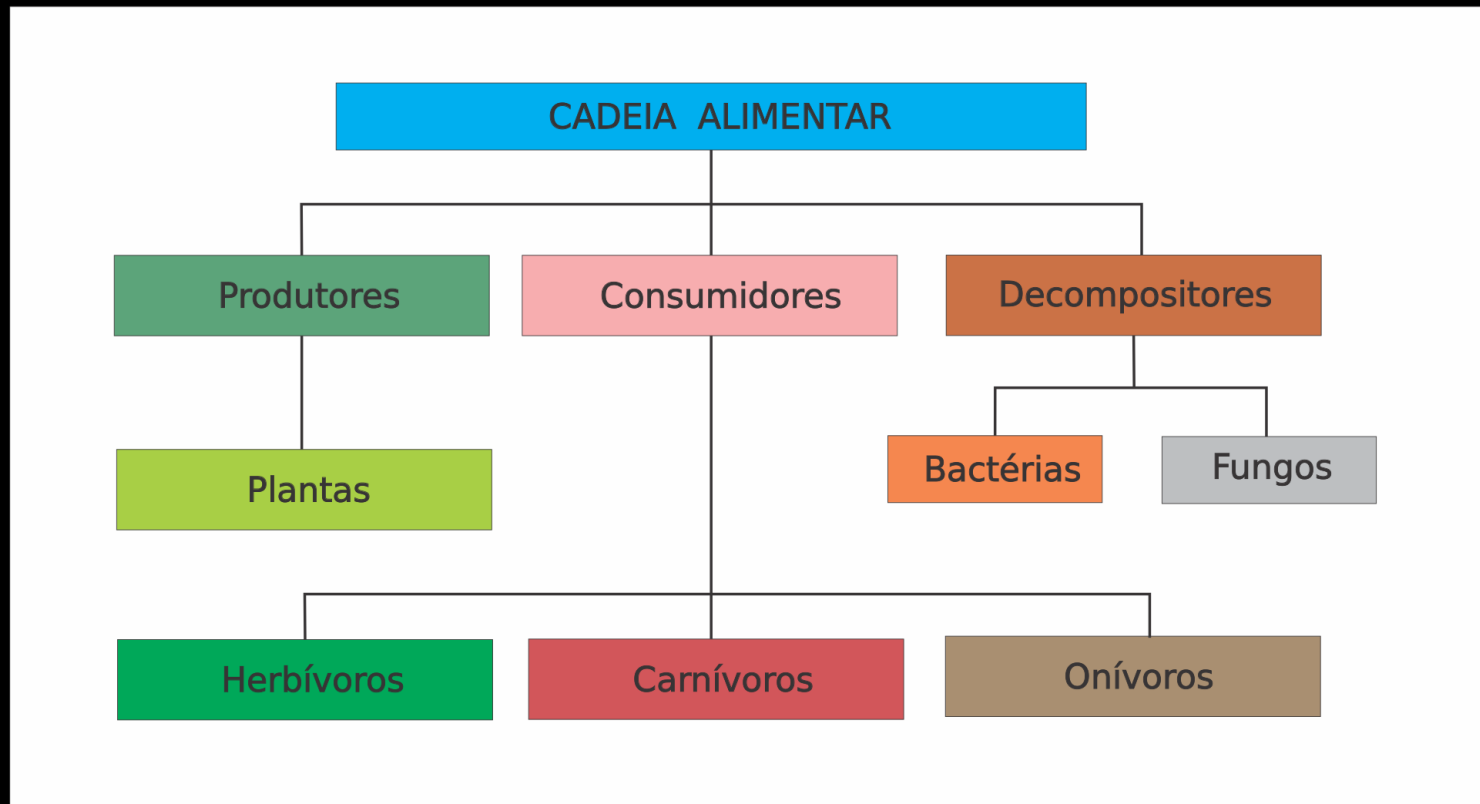 CADEIA ALIMENTAR
Produtores
Consumidores
Decompositores
Plantas
Bactérias
Fungos
Herbívoros
Carnívoros
Onívoros